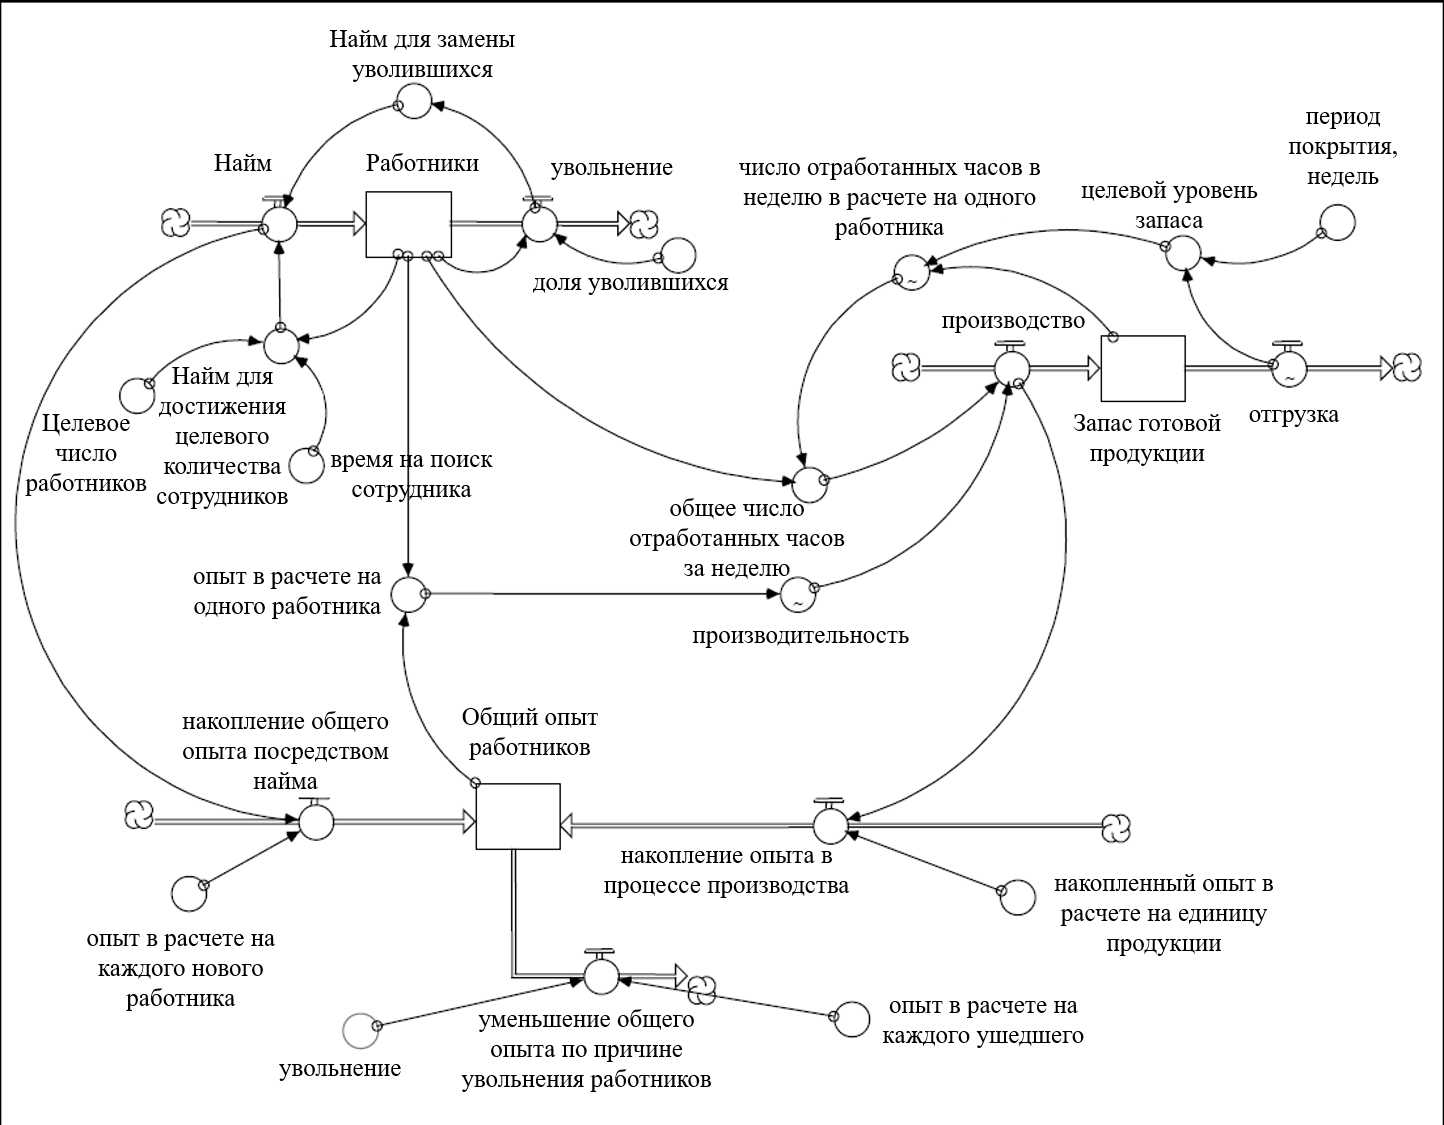 Найм для замены
уволившихся
Найм
Работники
увольнение
доля уволившихся
число отработанных часов в
неделю в расчете на одного
работника
целевой уровень
запаса
период
покрытия,
недель
~
производство
Запас готовой
продукции
~
отгрузка
Целевое
число
работников
Найм для
достижения
целевого
количества
сотрудников
время на поиск
сотрудника
общее число
отработанных часов
за неделю
опыт в расчете на
одного работника
~
производительность
накопление общего
опыта посредством
найма
Общий опыт
работников
накопление опыта в
процессе производства
накопленный опыт в
расчете на единицу
продукции
опыт в расчете на
каждого нового
работника
увольнение
уменьшение общего
опыта по причине
увольнения работников
опыт в расчете на
каждого ушедшего